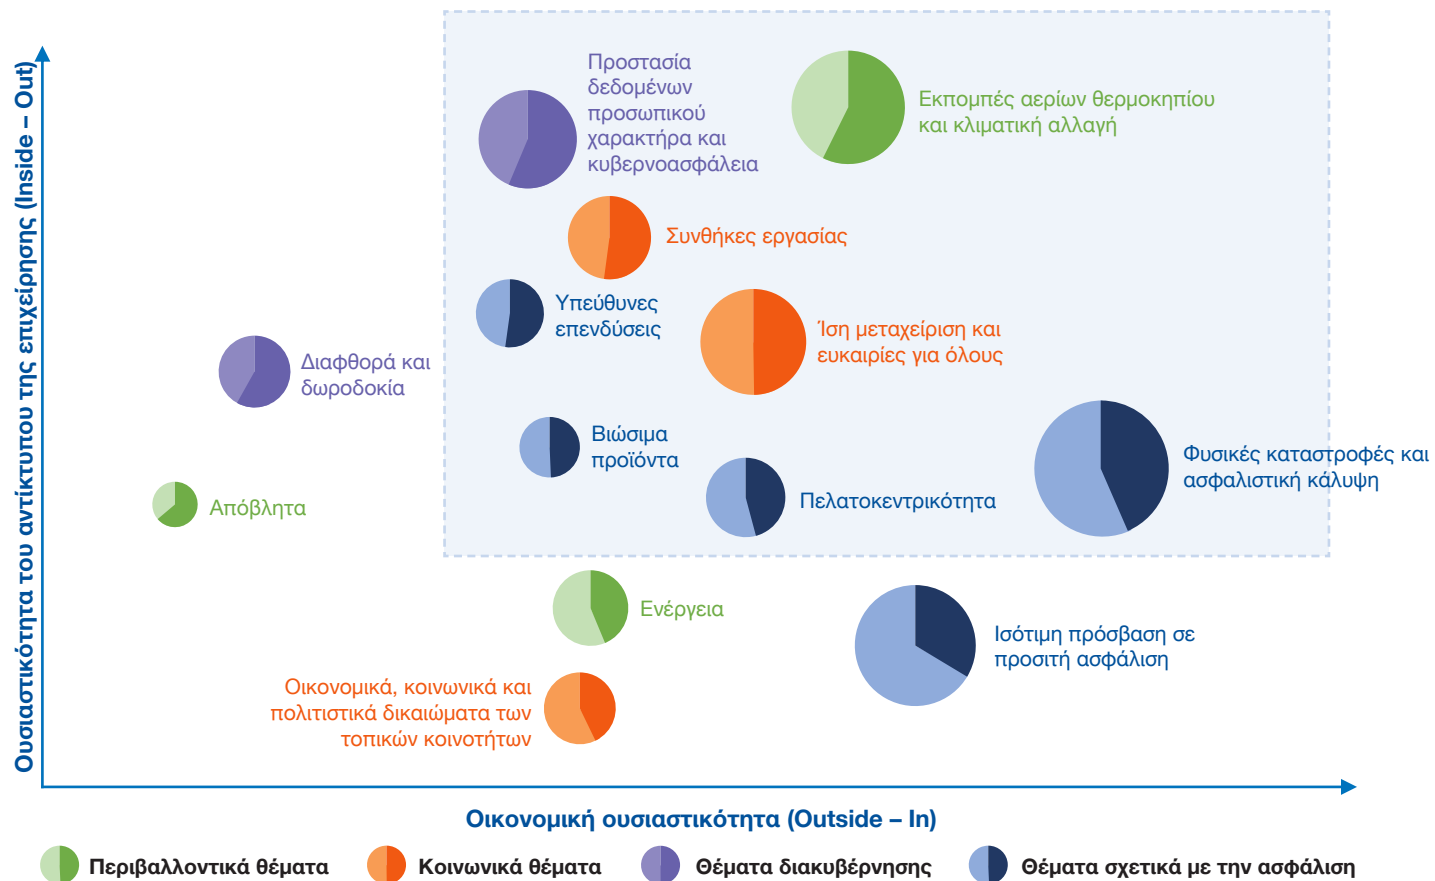 Ουσιαστικότητα του αντίκτυπου της επιχείρησης (Inside – Out)
Προστασία
δεδομένων
προσωπικού
χαρακτήρα και
κυβερνοασφάλεια
Εκπομπές αερίων θερμοκηπίου
και κλιματική αλλαγή
Συνθήκες εργασίας
Υπεύθυνες
επενδύσεις
Ίση μεταχείριση και
ευκαιρίες για όλους
Διαφθορά και
δωροδοκία
Βιώσιμα
προϊόντα
Φυσικές καταστροφές και
ασφαλιστική κάλυψη
Πελατοκεντρικότητα
Απόβλητα
Ενέργεια
Ισότιμη πρόσβαση σε
προσιτή ασφάλιση
Οικονομικά, κοινωνικά και
πολιτιστικά δικαιώματα των
τοπικών κοινοτήτων
Οικονομική ουσιαστικότητα (Outside – In)
Περιβαλλοντικά θέματα
Κοινωνικά θέματα
Θέματα διακυβέρνησης
Θέματα σχετικά με την ασφάλιση